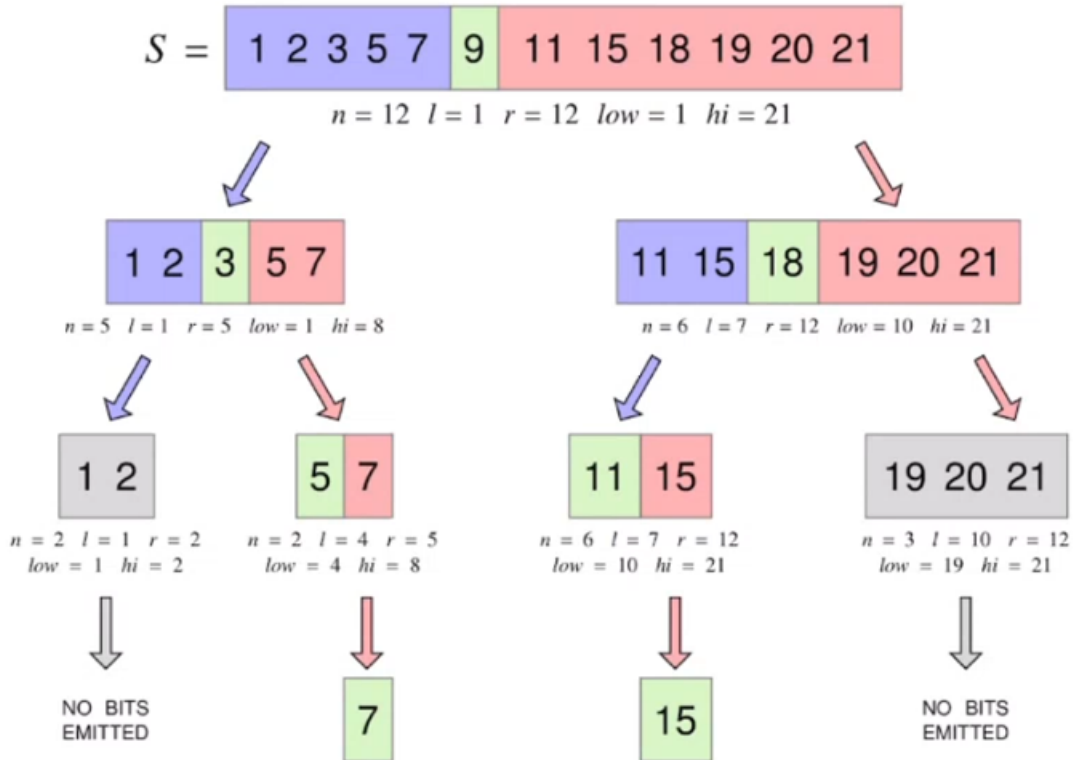 S = 1 2 3 5 7 9 11 15 18 19 20 21
n = 12 l = 1 r = 12 low = 1 hi = 21
1 2 3 5 7
11 15 18 19 20 21
n = 5 l = 1 r = 5 low = 1 hi = 8
n = 6 l = 7 r = 12 low = 10 hi = 21
1 2
5 7
11 15
19 20 21
n = 2 l = 1 r = 2
low = 1 hi = 2
n = 2 l = 4 r = 5
low = 4 hi = 8
n = 6 l = 7 r = 12
low = 10 hi = 21
n = 3 l = 10 r = 12
low = 19 hi = 21
NO BITS
EMITTED
7
15
NO BITS
EMITTED